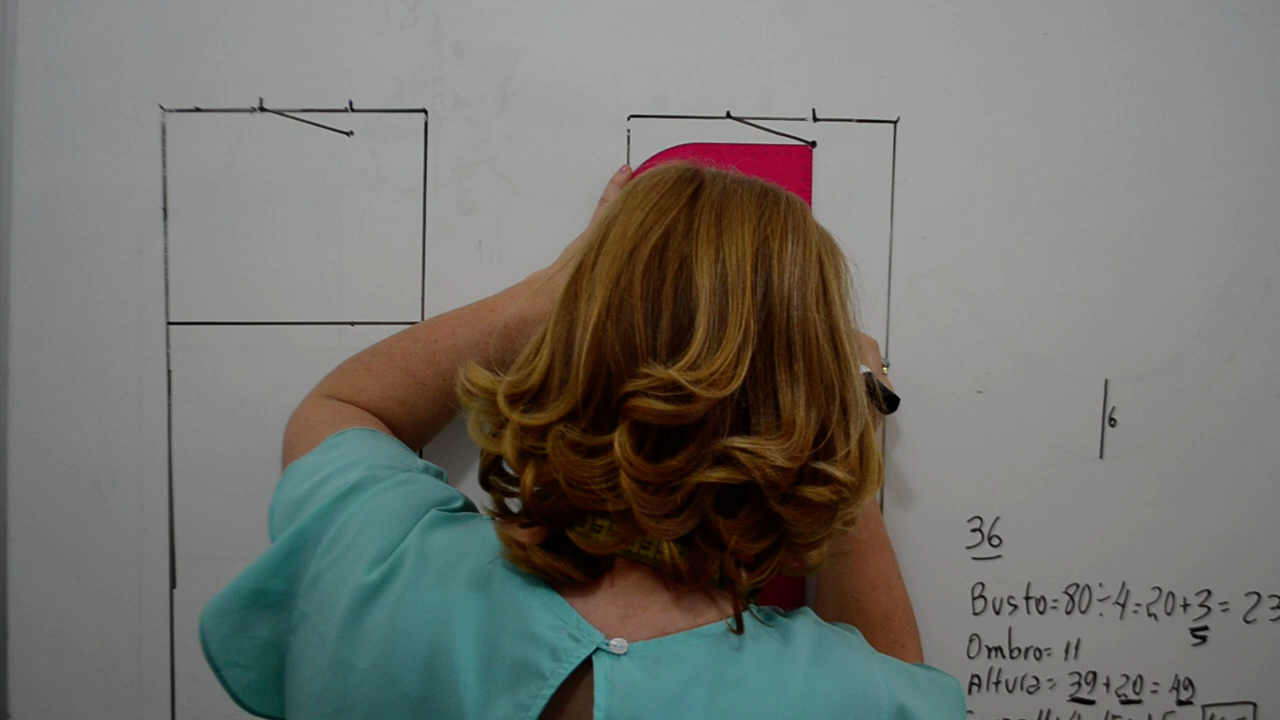 6
36
Busto=80÷4=20+3=23
5
Ombro= 11
Altura= 39+20=49